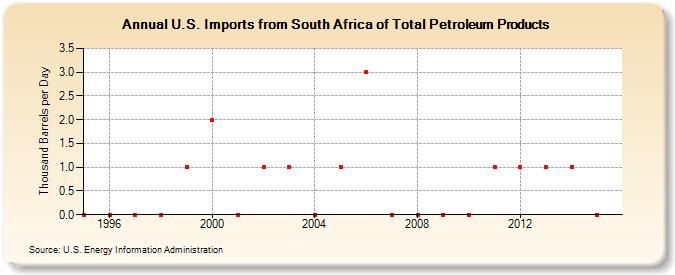 Annual U.S. Imports from South Africa of Total Petroleum Products
Thousand Barrels per Day
3.5
3.0
2.5
2.0
1.5
1.0
0.5
0.0
1996 2000 2004 2008 2012
Source: U.S. Energy Information Administration